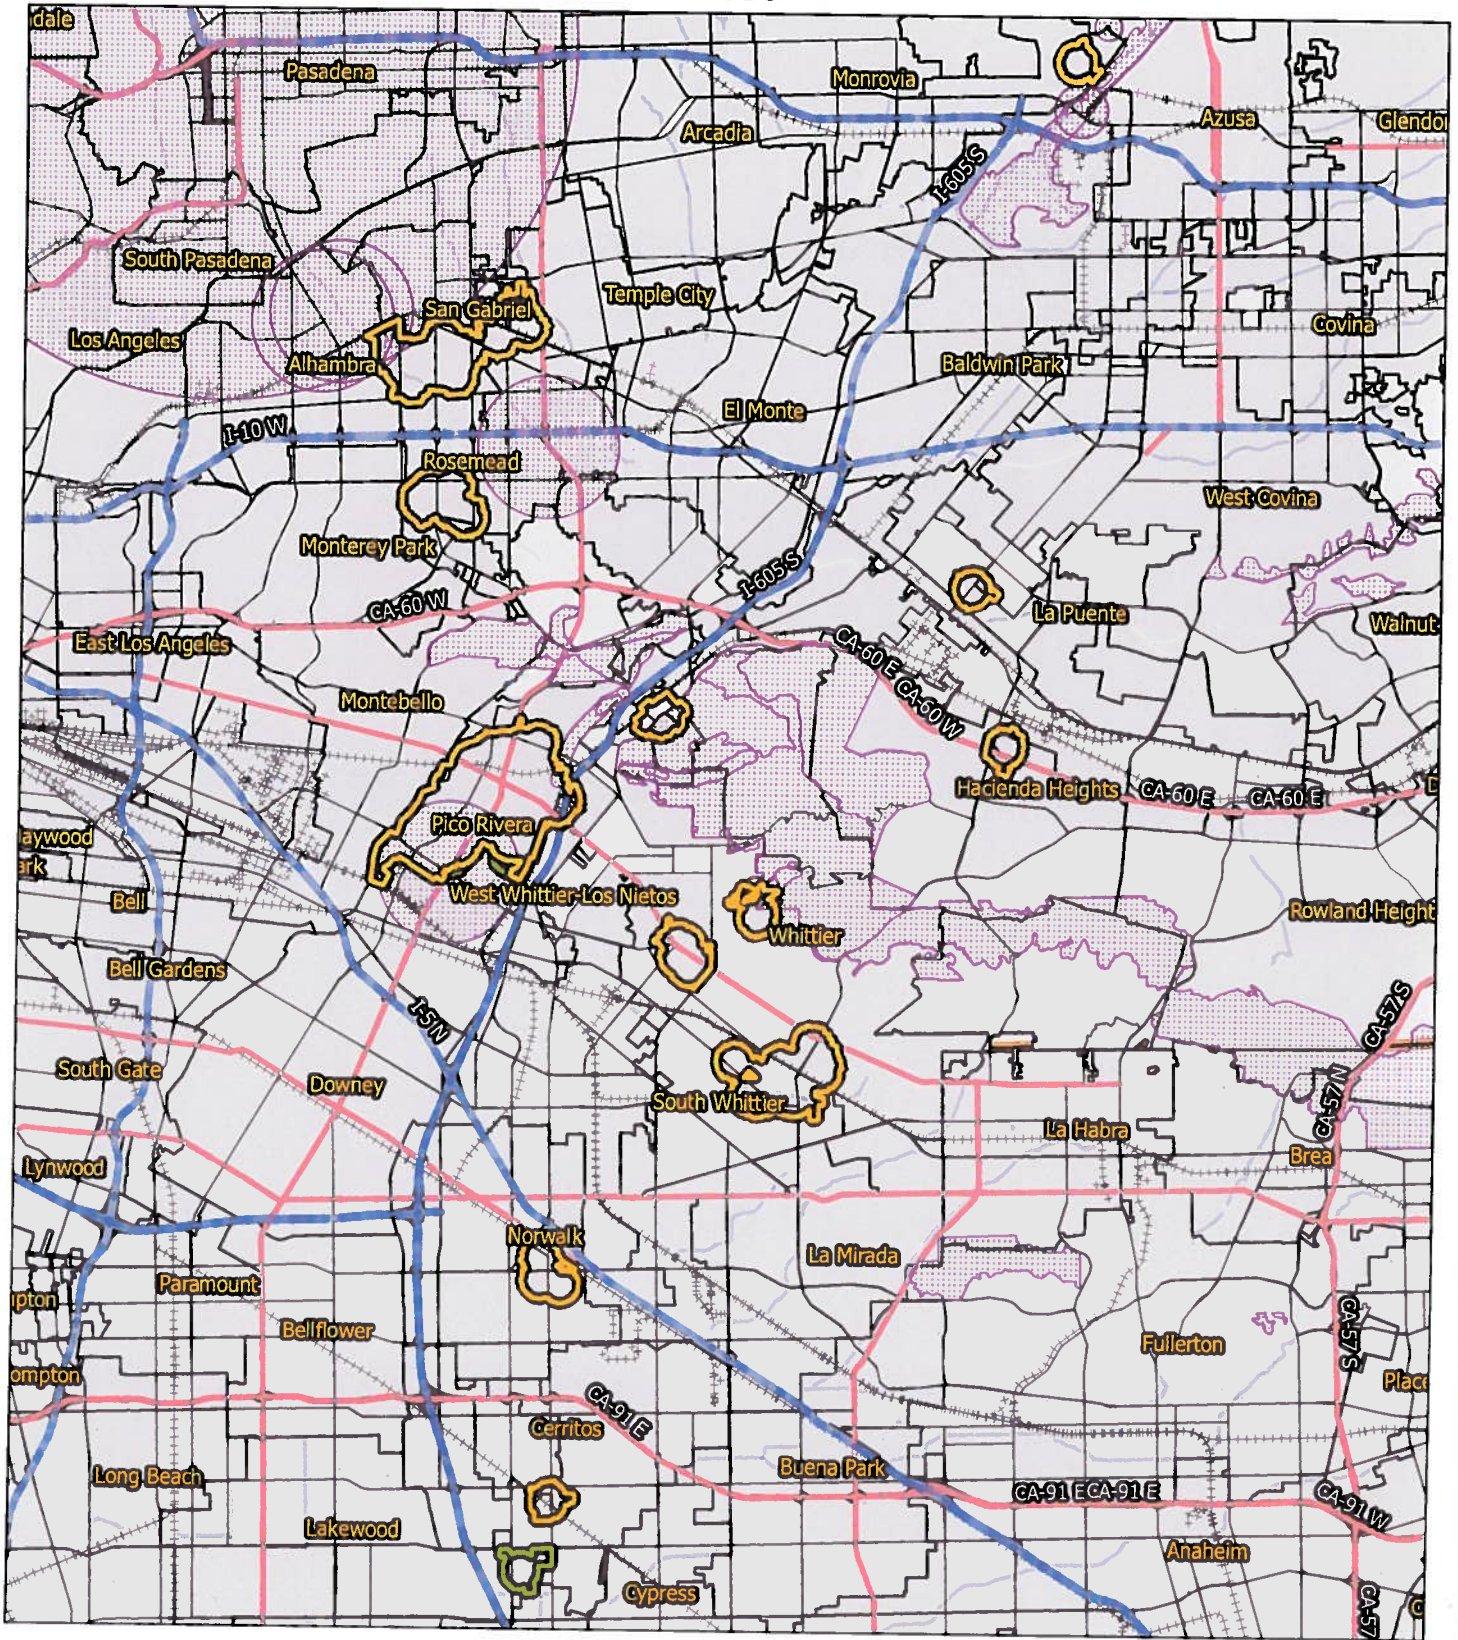 dale
Pasadena
Monrovia
Azusa
Glendor
Arcadia
I-605 S
South Pasadena
San Gabriel
Temple City
Los Angeles
Covina
Alhambra
Baldwin Park
El Monte
I-10 W
Rosemead
West Covina
Monterey Park
I-605 S
CA-60 W
La Puente
Walnut
East Los Angeles
CA-60 E
CA-60 W
Montebello
Hacienda Heights
CA-60 E
CA-60 E
D
Pico Rivera
aywood
ark
Bell
West Whittier-Los Nietos
Rowland Height
Whittier
Bell Gardens
CA-57 S
I-5 N
South Gate
Downey
South Whittier
CA-57 N
La Habra
Brea
Lynwood
Norwalk
La Mirada
Paramount
pton
Bellflower
CA-57 S
Fullerton
ompton
Place
CA-91 E
Cerritos
Long Beach
Buena Park
CA-91 E
CA-91 E
CA-91 W
Lakewood
Anaheim
Cypress
CA-57